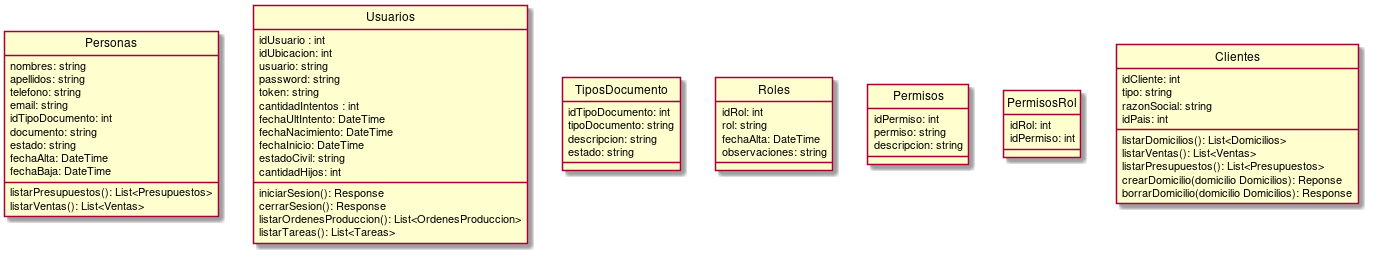 Personas
nombres: string
apellidos: string
telefono: string
email: string
idTipoDocumento: int
documento: string
estado: string
fechaAlta: DateTime
fechaBaja: DateTime
listarPresupuestos(): List<Presupuestos>
listarVentas(): List<Ventas>
Usuarios
idUsuario : int
idUbicacion: int
usuario: string
password: string
token: string
cantidadIntentos : int
fechaUltIntento: DateTime
fechaNacimiento: DateTime
fechaInicio: DateTime
estadoCivil: string
cantidadHijos: int
iniciarSesion(): Response
cerrarSesion(): Response
listarOrdenesProduccion(): List<OrdenesProduccion>
listarTareas(): List<Tareas>
TiposDocumento
idTipoDocumento: int
tipoDocumento: string
descripcion: string
estado: string
Roles
idRol: int
rol: string
fechaAlta: DateTime
observaciones: string
Permisos
idPermiso: int
permiso: string
descripcion: string
PermisosRol
idRol: int
idPermiso: int
Clientes
idCliente: int
tipo: string
razonSocial: string
idPais: int
listarDomicilios(): List<Domicilios>
listarVentas(): List<Ventas>
listarPresupuestos(): List<Presupuestos>
crearDomicilio(domicilio Domicilios): Reponse
borrarDomicilio(domicilio Domicilios): Response